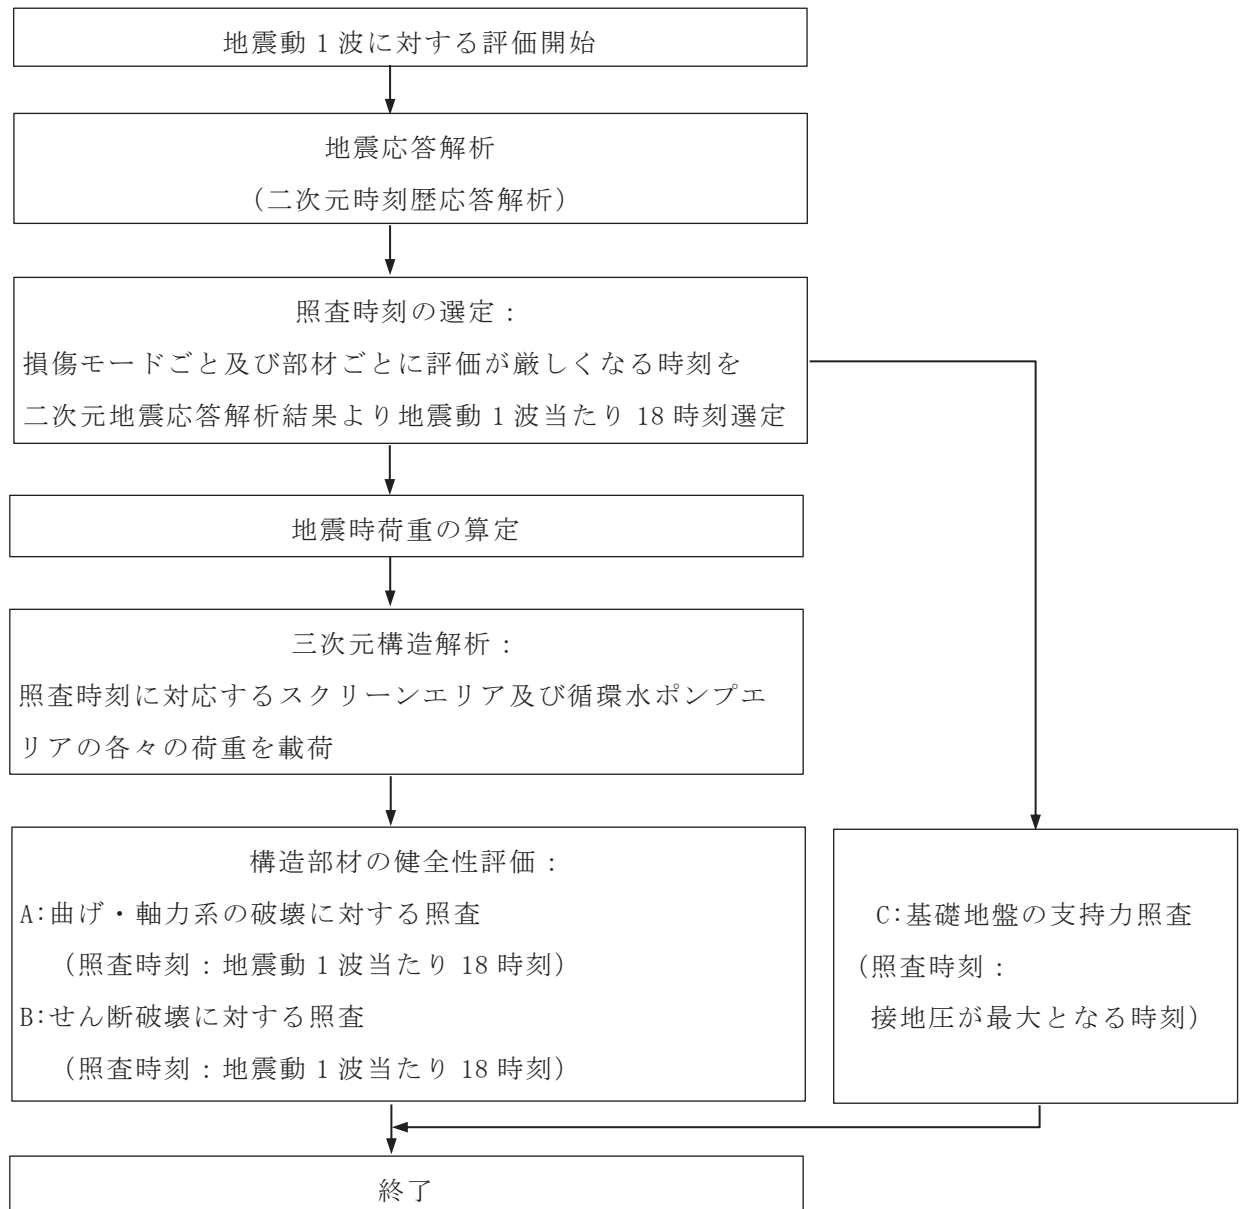 地震動 1 波に対する評価開始
地震応答解析
（二次元時刻歴応答解析）
照査時刻の選定：
損傷モードごと及び部材ごとに評価が厳しくなる時刻を
二次元地震応答解析結果より地震動 1 波当たり 18 時刻選定
地震時荷重の算定
三次元構造解析：
照査時刻に対応するスクリーンエリア及び循環水ポンプエ
リアの各々の荷重を載荷
構造部材の健全性評価：
A:曲げ・軸力系の破壊に対する照査
（照査時刻：地震動 1 波当たり 18 時刻）
B:せん断破壊に対する照査
（照査時刻：地震動 1 波当たり 18 時刻）
C:基礎地盤の支持力照査
（照査時刻：
接地圧が最大となる時刻）
終了